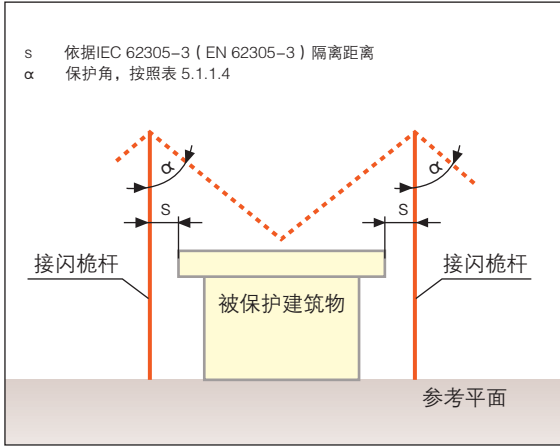 s 依据IEC 62305–3（EN 62305–3）隔离距离
α 保护角，按照表 5.1.1.4
α α
s s
接闪桅杆 接闪桅杆
被保护建筑物
参考平面